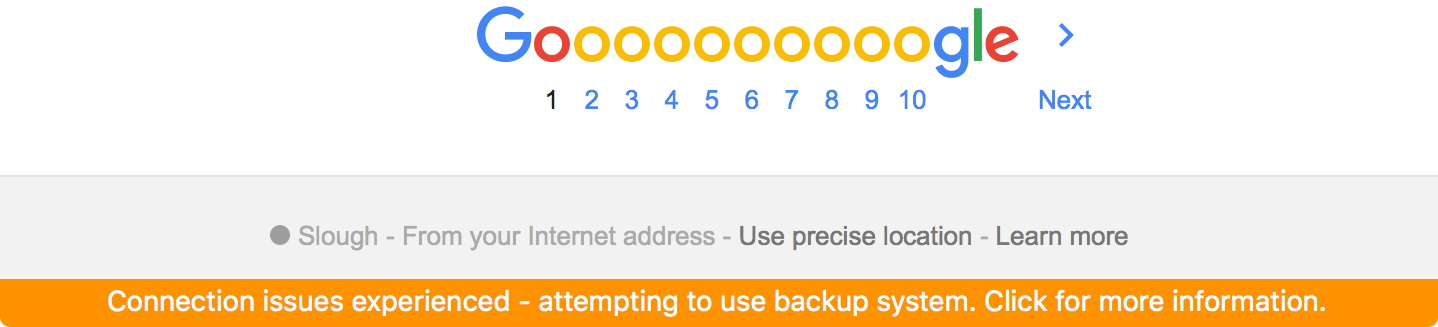 Goooooooooogle
1 2 3 4 5 6 7 8 9 10 Next
Slough - From your Internet address - Use precise location - Learn more
Connection issues experienced - attempting to use backup system. Click for more information.